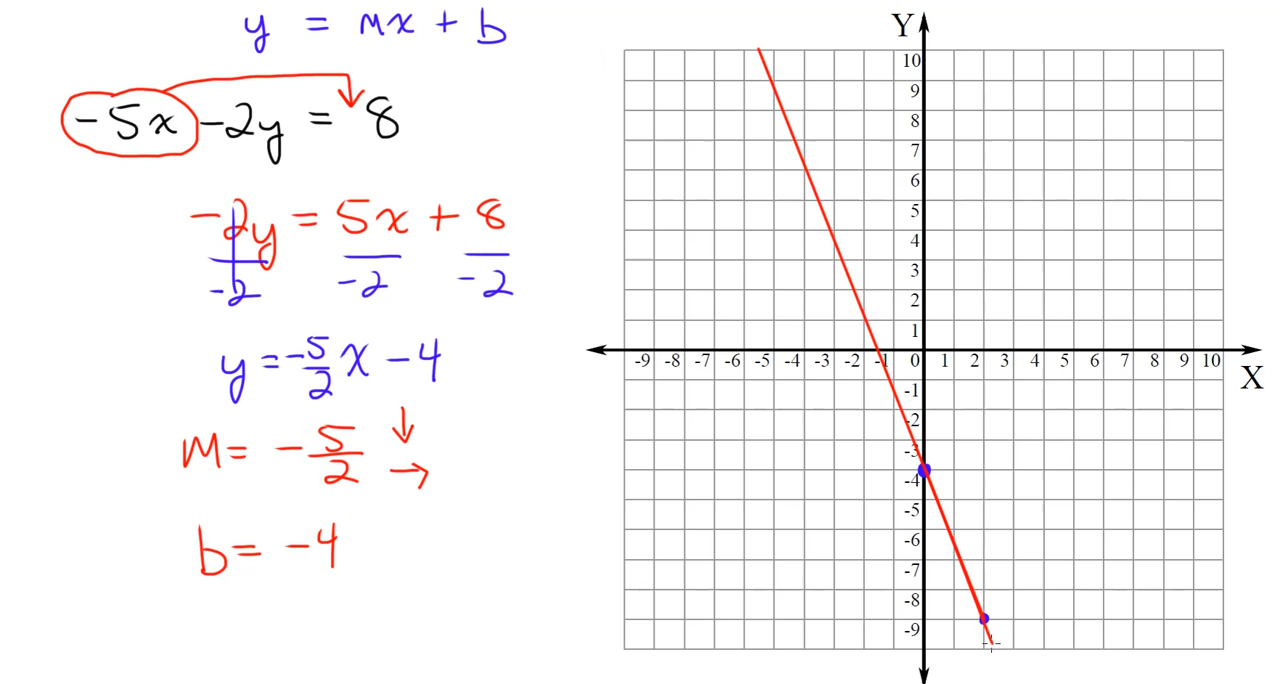 y = mx + b
-5x -2y = 8
-2y = 5x + 8
-2 -2 -2
y = -5/2 x - 4
m = -5/2 ↓ →
b = -4
Y
10
9
8
7
6
5
4
3
2
1
-9 -8 -7 -6 -5 -4 -3 -2 -1 0 1 2 3 4 5 6 7 8 9 10
X
-1
-2
-3
-4
-5
-6
-7
-8
-9